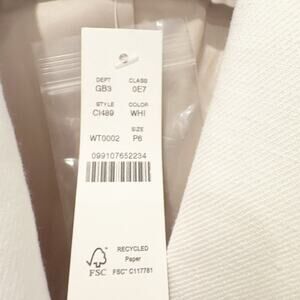 DEPT CLASS
GB3 0E7
STYLE COLOR
CI489 WHI
SIZE
WT0002 P6
099107652234
RECYCLED
Paper
FSC
FSC® C117781